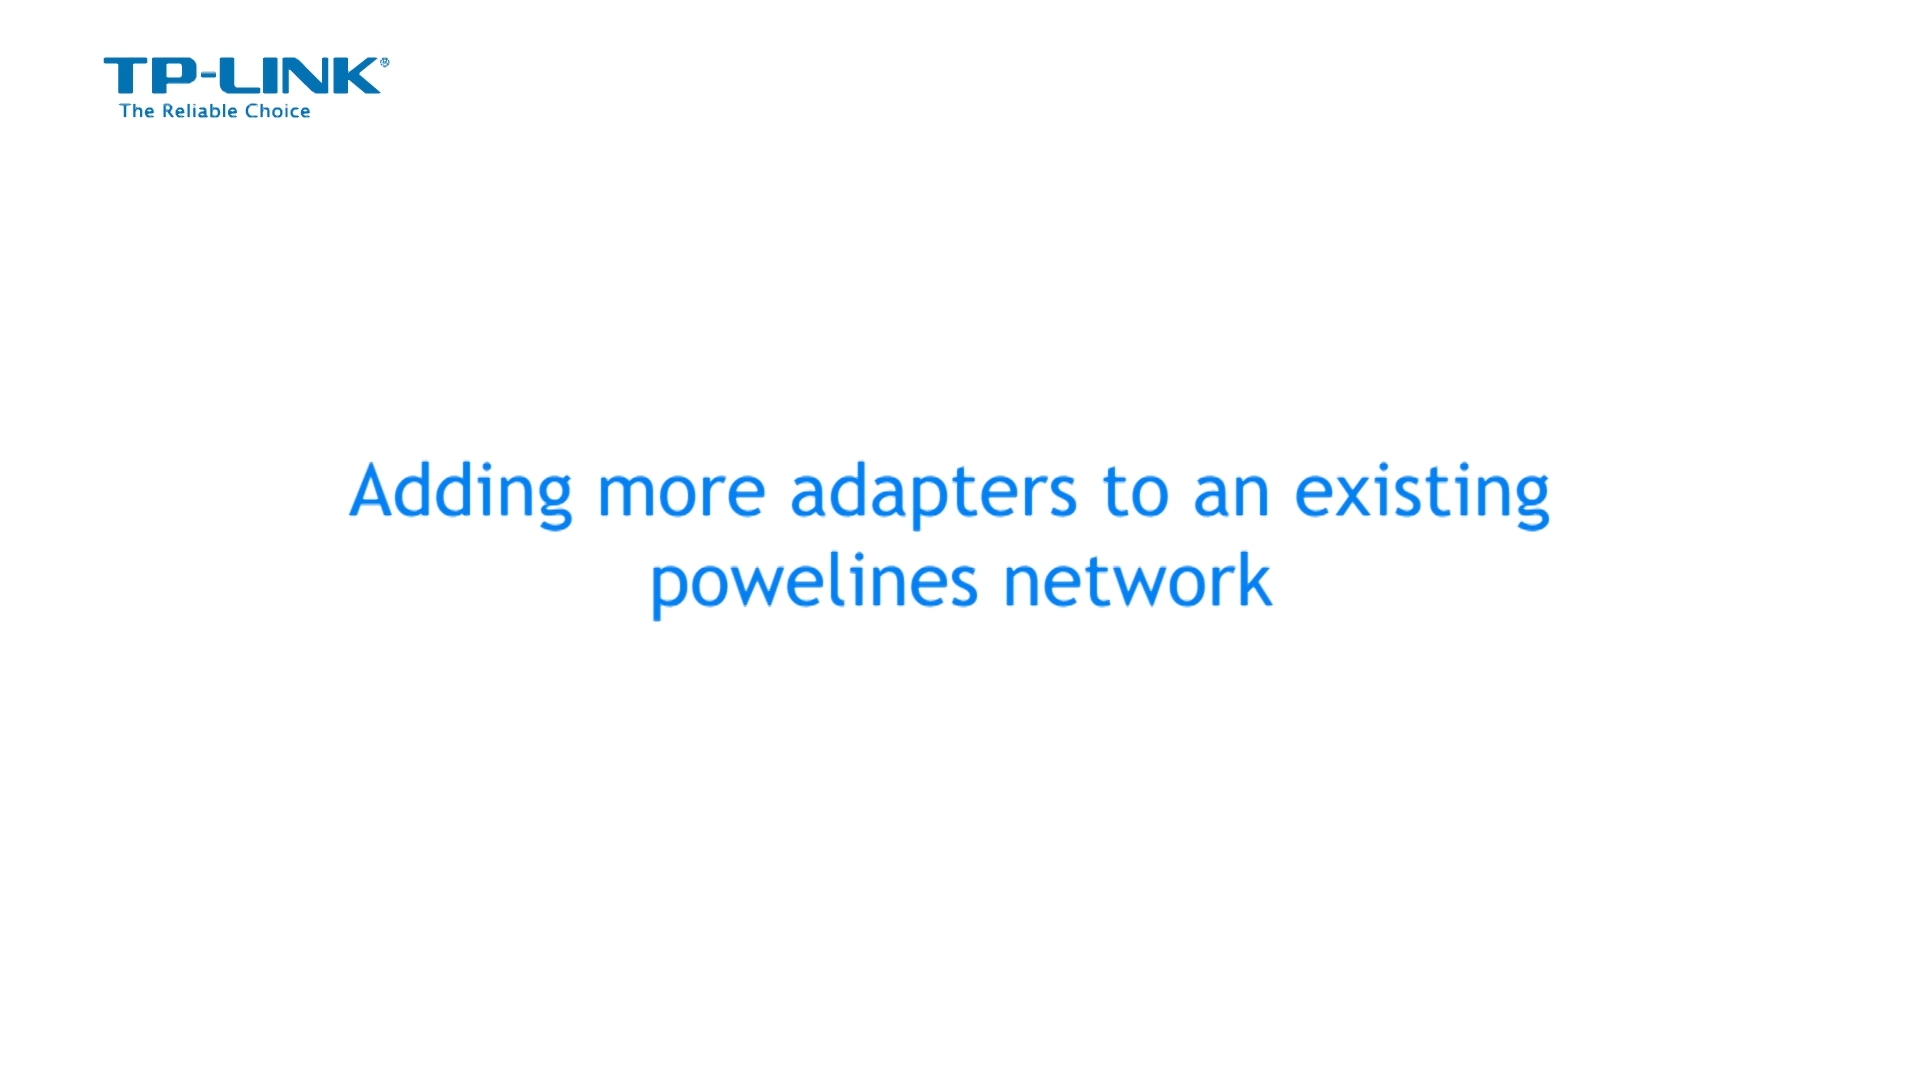 TP-LINK®
The Reliable Choice
Adding more adapters to an existing
powelines network